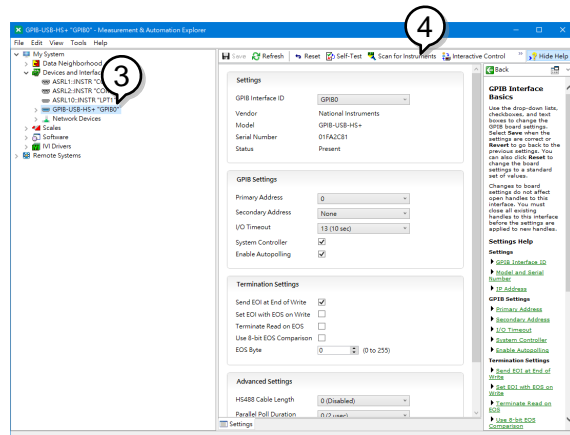 GPIB-USB-HS+ "GPIB0" - Measurement & Automation Explorer
4
File Edit View Tools Help
My System
Data Neighborhood
Devices and Interfac
ASRL1::INSTR "CO
ASRL2::INSTR "COM
ASRL10::INSTR "LPT1"
GPIB-USB-HS+ "GPIB0"
Network Devices
Scales
Software
IVI Drivers
Remote Systems
3
Save Refresh Reset Self-Test Scan for Instruments Interactive Control » Hide Help
Settings
GPIB Interface ID GPIB0
Vendor National Instruments
Model GPIB-USB-HS+
Serial Number 01FA2C81
Status Present
GPIB Settings
Primary Address 0
Secondary Address None
I/O Timeout 13 (10 sec)
System Controller
Enable Autopolling
Termination Settings
Send EOI at End of Write
Set EOI with EOS on Write
Terminate Read on EOS
Use 8-bit EOS Comparison
EOS Byte 0 (0 to 255)
Advanced Settings
HS488 Cable Length 0 (Disabled)
Parallel Poll Duration
Settings
Back
GPIB Interface
Basics
Use the drop-down lists,
checkboxes, and text
boxes to change the
GPIB board settings.
Select Save when the
settings are correct or
Revert to go back to the
previous settings. You
can also click Reset to
change the board
settings to a standard
set of values.
Changes to board
settings do not affect
open handles to this
interface. You must
close all existing
handles to this interface
before the settings are
applied to new handles.
Settings Help
Settings
GPIB Interface ID
Model and Serial
Number
IP Address
GPIB Settings
Primary Address
Secondary Address
I/O Timeout
System Controller
Enable Autopolling
Termination Settings
Send EOI at End of
Write
Set EOI with EOS on
Write
Terminate Read on
EOS
Use 8-bit EOS
Comparison